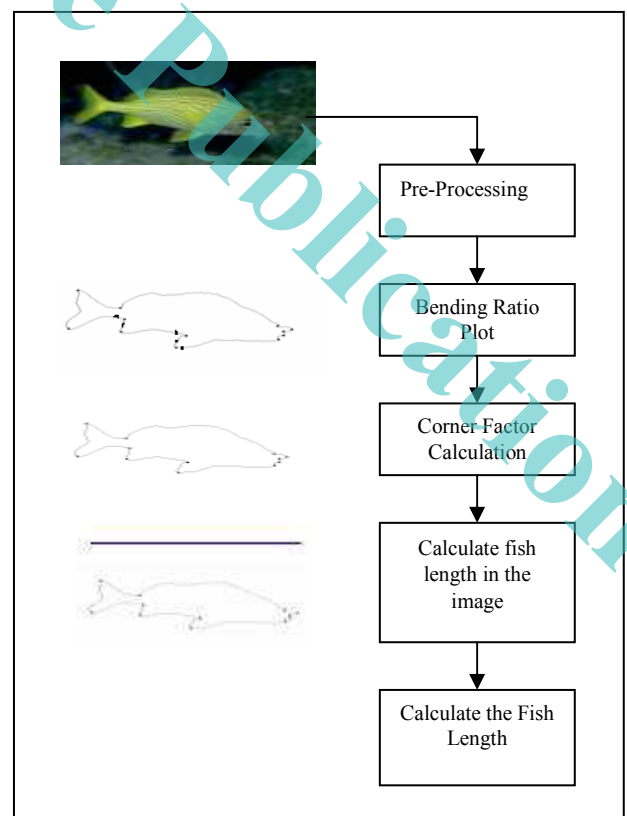 e Publication
Pre-Processing
Bending Ratio
Plot
Corner Factor
Calculation
Calculate fish
length in the
image
Calculate the Fish
Length